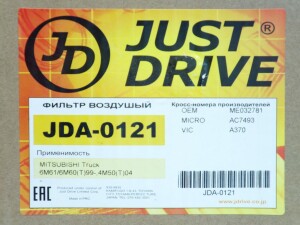 JD
JUST
DRIVE
ФИЛЬТР ВОЗДУШНЫЙ
JDA-0121
Кросс-номера производителей
OEM ME032781
MICRO AC7493
VIC A370
Применимость
MITSUBISHI Truck
6M61/6M60(T)99-,4M50(T)04
EAC
JDA-0121